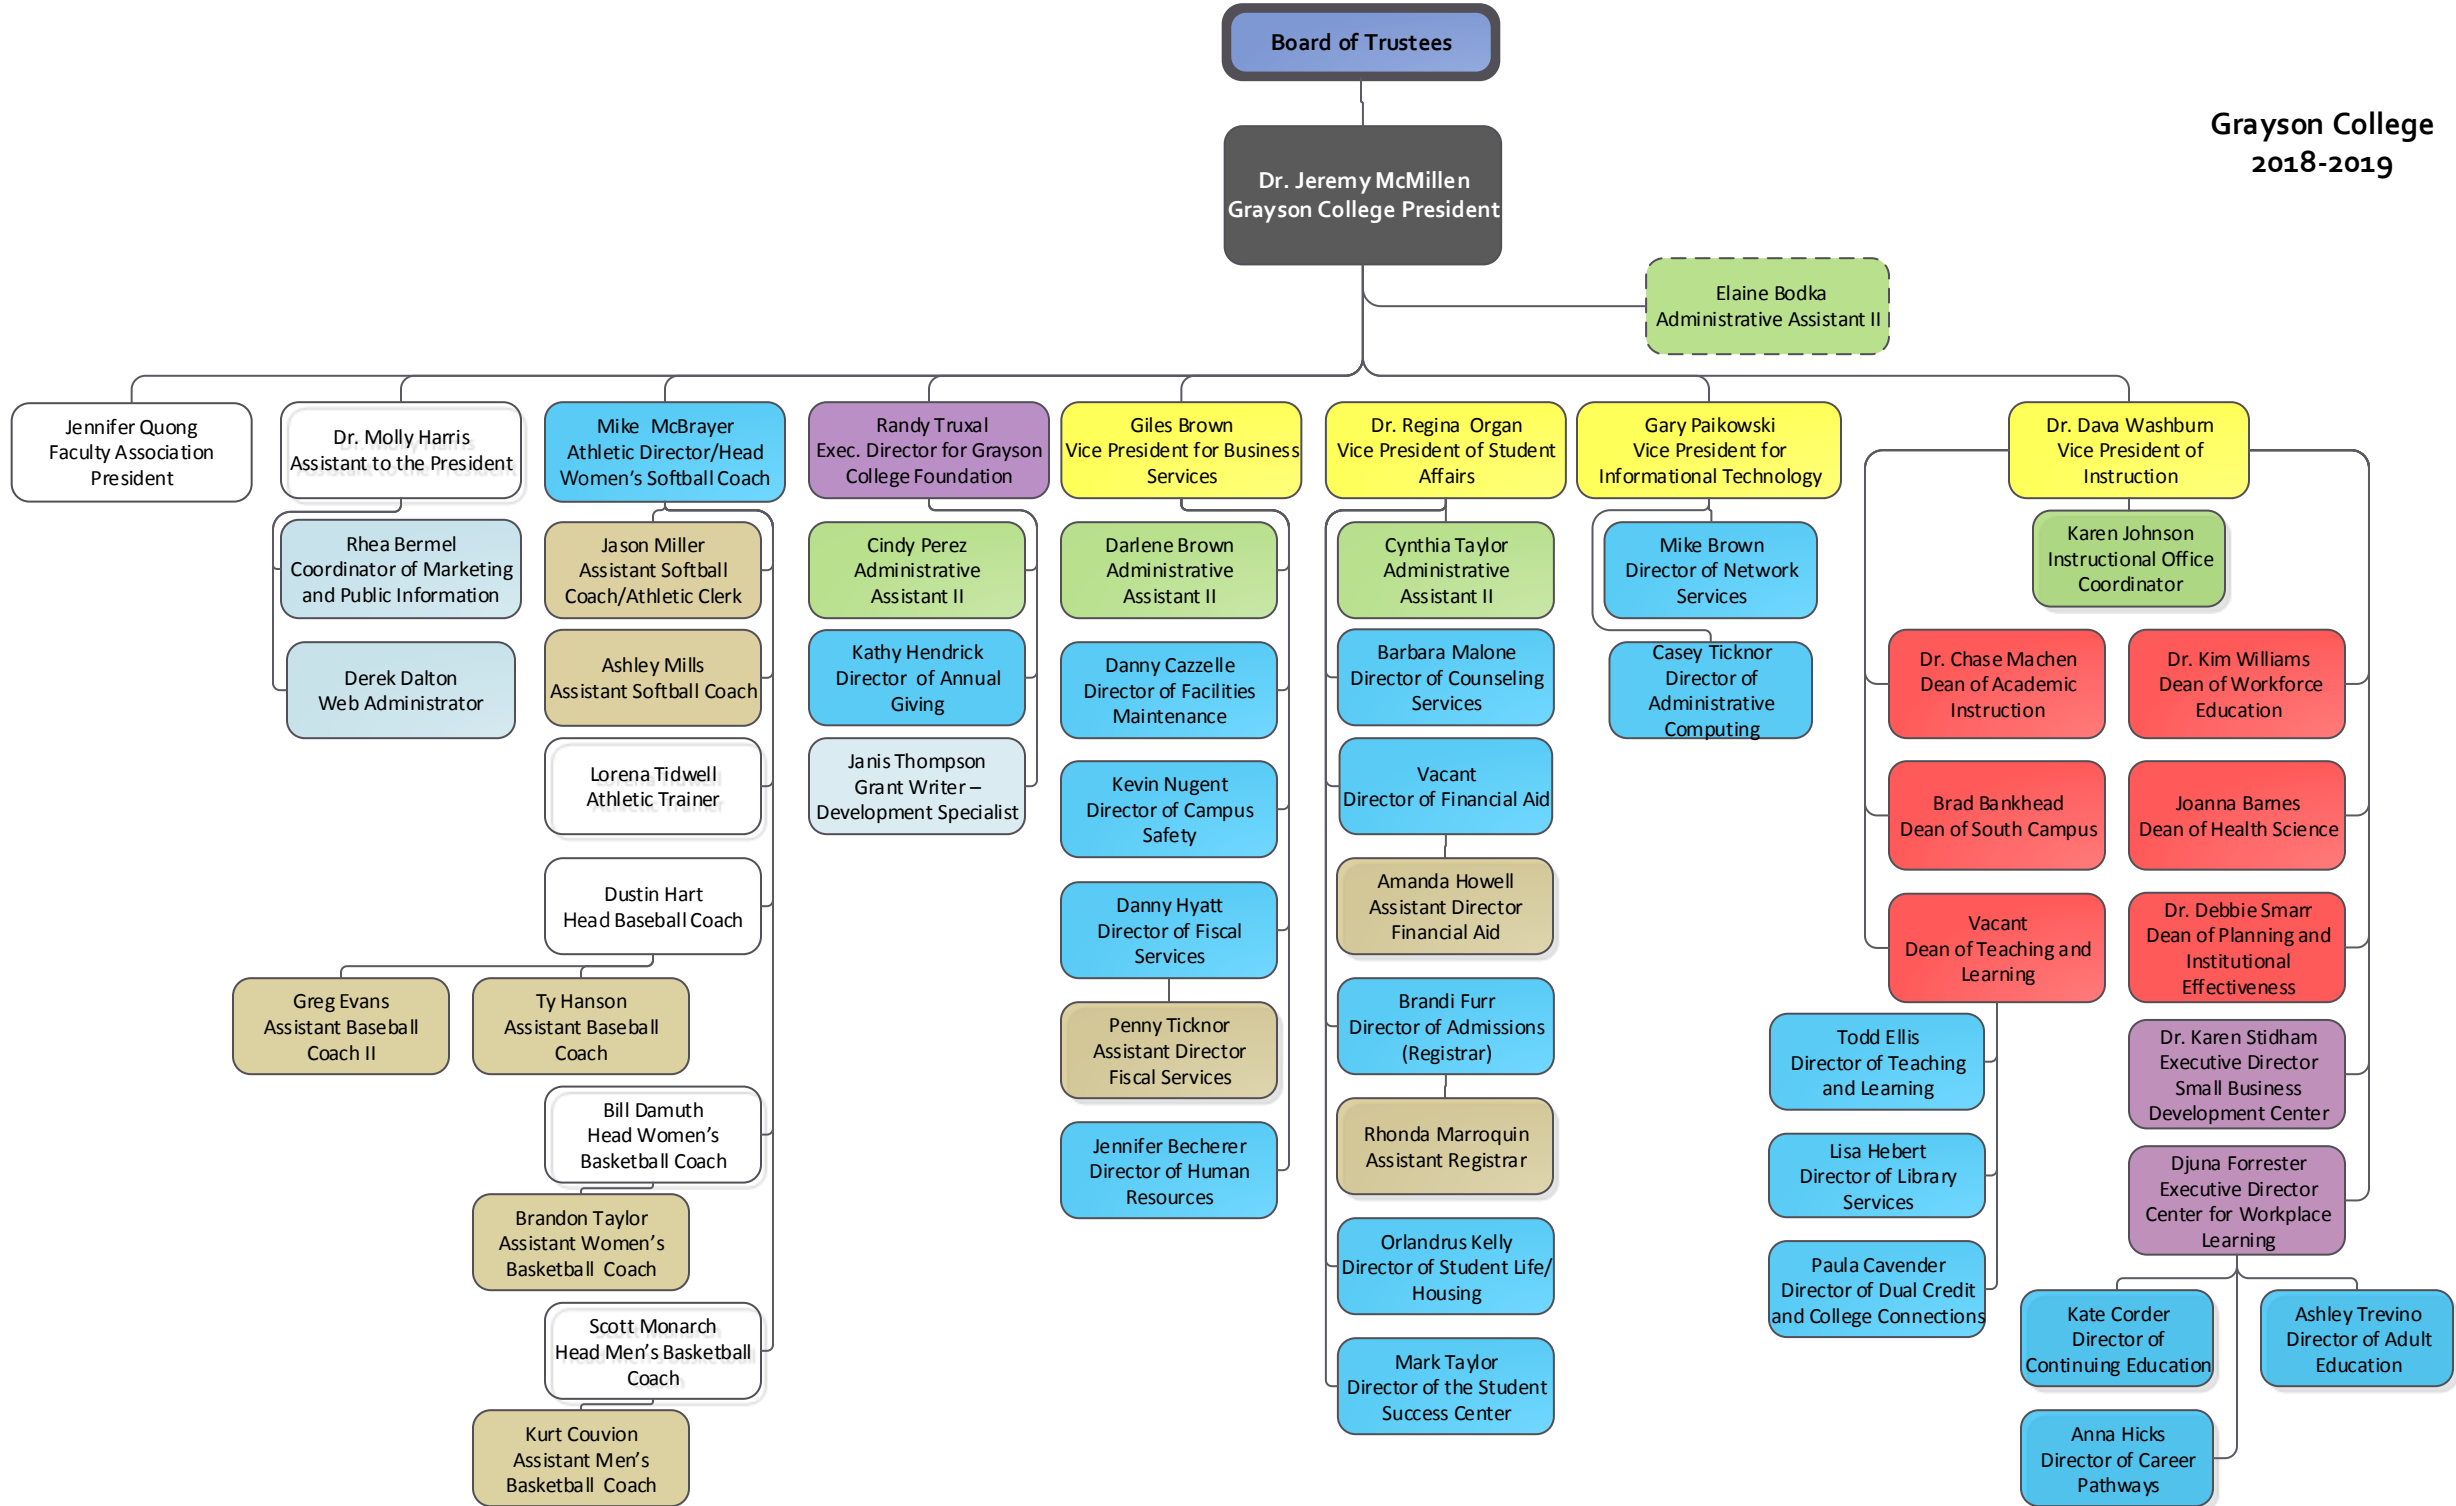 Board of Trustees
Grayson College
2018-2019
Dr. Jeremy McMillen
Grayson College President
Elaine Bodka
Administrative Assistant II
Jennifer Quong
Faculty Association
President
Dr. Molly Harris
Assistant to the President
Mike McBrayer
Athletic Director/Head
Women's Softball Coach
Randy Truxal
Exec. Director for Grayson
College Foundation
Giles Brown
Vice President for Business
Services
Dr. Regina Organ
Vice President of Student
Affairs
Gary Paikowski
Vice President for
Informational Technology
Dr. Dava Washburn
Vice President of
Instruction
Rhea Bermel
Coordinator of Marketing
and Public Information
Derek Dalton
Web Administrator
Jason Miller
Assistant Softball
Coach/Athletic Clerk
Ashley Mills
Assistant Softball Coach
Lorena Tidwell
Athletic Trainer
Dustin Hart
Head Baseball Coach
Greg Evans
Assistant Baseball
Coach II
Ty Hanson
Assistant Baseball
Coach
Bill Damuth
Head Women's
Basketball Coach
Brandon Taylor
Assistant Women's
Basketball Coach
Scott Monarch
Head Men's Basketball
Coach
Kurt Couvion
Assistant Men's
Basketball Coach
Cindy Perez
Administrative
Assistant II
Kathy Hendrick
Director of Annual
Giving
Janis Thompson
Grant Writer –
Development Specialist
Darlene Brown
Administrative
Assistant II
Danny Cazzelle
Director of Facilities
Maintenance
Kevin Nugent
Director of Campus
Safety
Danny Hyatt
Director of Fiscal
Services
Penny Ticknor
Assistant Director
Fiscal Services
Jennifer Becherer
Director of Human
Resources
Cynthia Taylor
Administrative
Assistant II
Barbara Malone
Director of Counseling
Services
Vacant
Director of Financial Aid
Amanda Howell
Assistant Director
Financial Aid
Brandi Furr
Director of Admissions
(Registrar)
Rhonda Marroquin
Assistant Registrar
Orlandrus Kelly
Director of Student Life/
Housing
Mark Taylor
Director of the Student
Success Center
Mike Brown
Director of Network
Services
Casey Ticknor
Director of
Administrative
Computing
Karen Johnson
Instructional Office
Coordinator
Dr. Chase Machen
Dean of Academic
Instruction
Brad Bankhead
Dean of South Campus
Vacant
Dean of Teaching and
Learning
Todd Ellis
Director of Teaching
and Learning
Lisa Hebert
Director of Library
Services
Paula Cavender
Director of Dual Credit
and College Connections
Dr. Kim Williams
Dean of Workforce
Education
Joanna Barnes
Dean of Health Science
Dr. Debbie Smarr
Dean of Planning and
Institutional
Effectiveness
Dr. Karen Stidham
Executive Director
Small Business
Development Center
Djuna Forrester
Executive Director
Center for Workplace
Learning
Kate Corder
Director of
Continuing Education
Ashley Trevino
Director of Adult
Education
Anna Hicks
Director of Career
Pathways